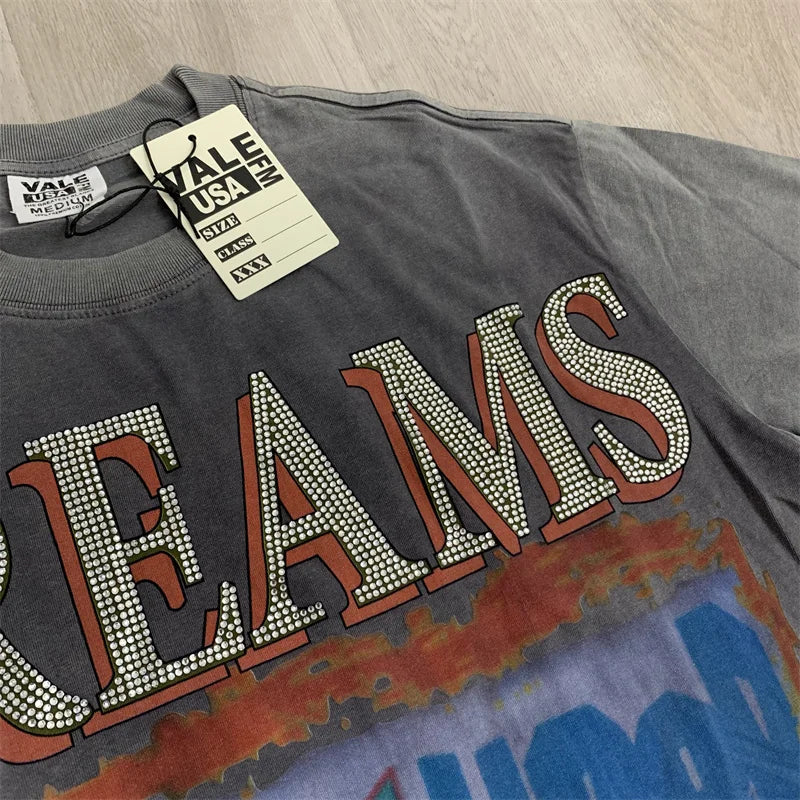 VALE
USA
MEDIUM
VALE FM
USA
SIZE
CLASS
XXX
REAMS